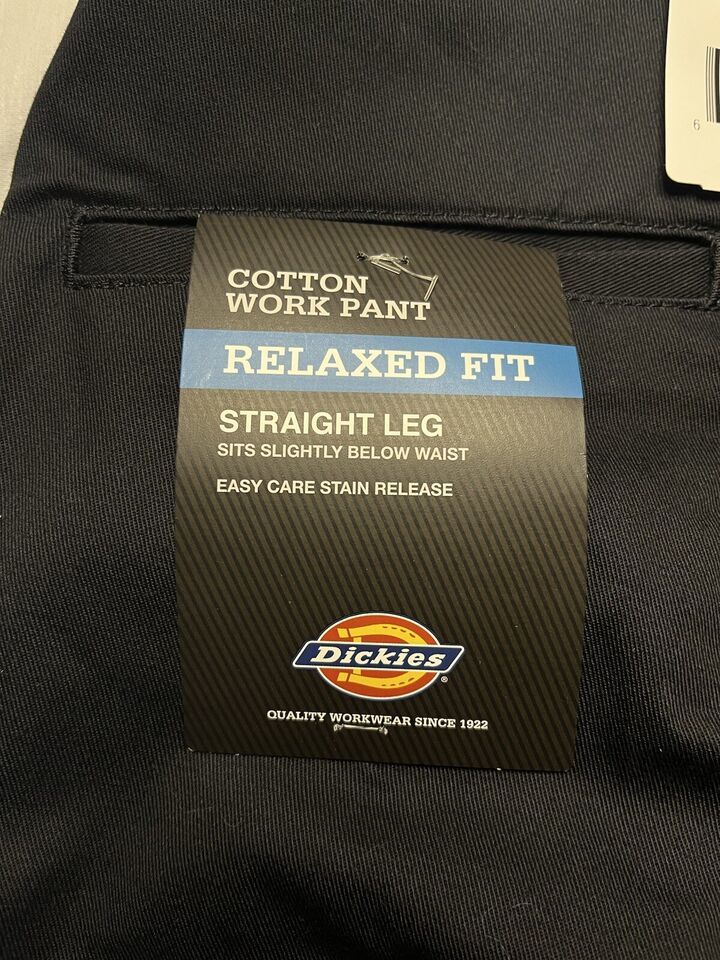 6
COTTON
WORK PANT
RELAXED FIT
STRAIGHT LEG
SITS SLIGHTLY BELOW WAIST
EASY CARE STAIN RELEASE
Dickies®
QUALITY WORKWEAR SINCE 1922